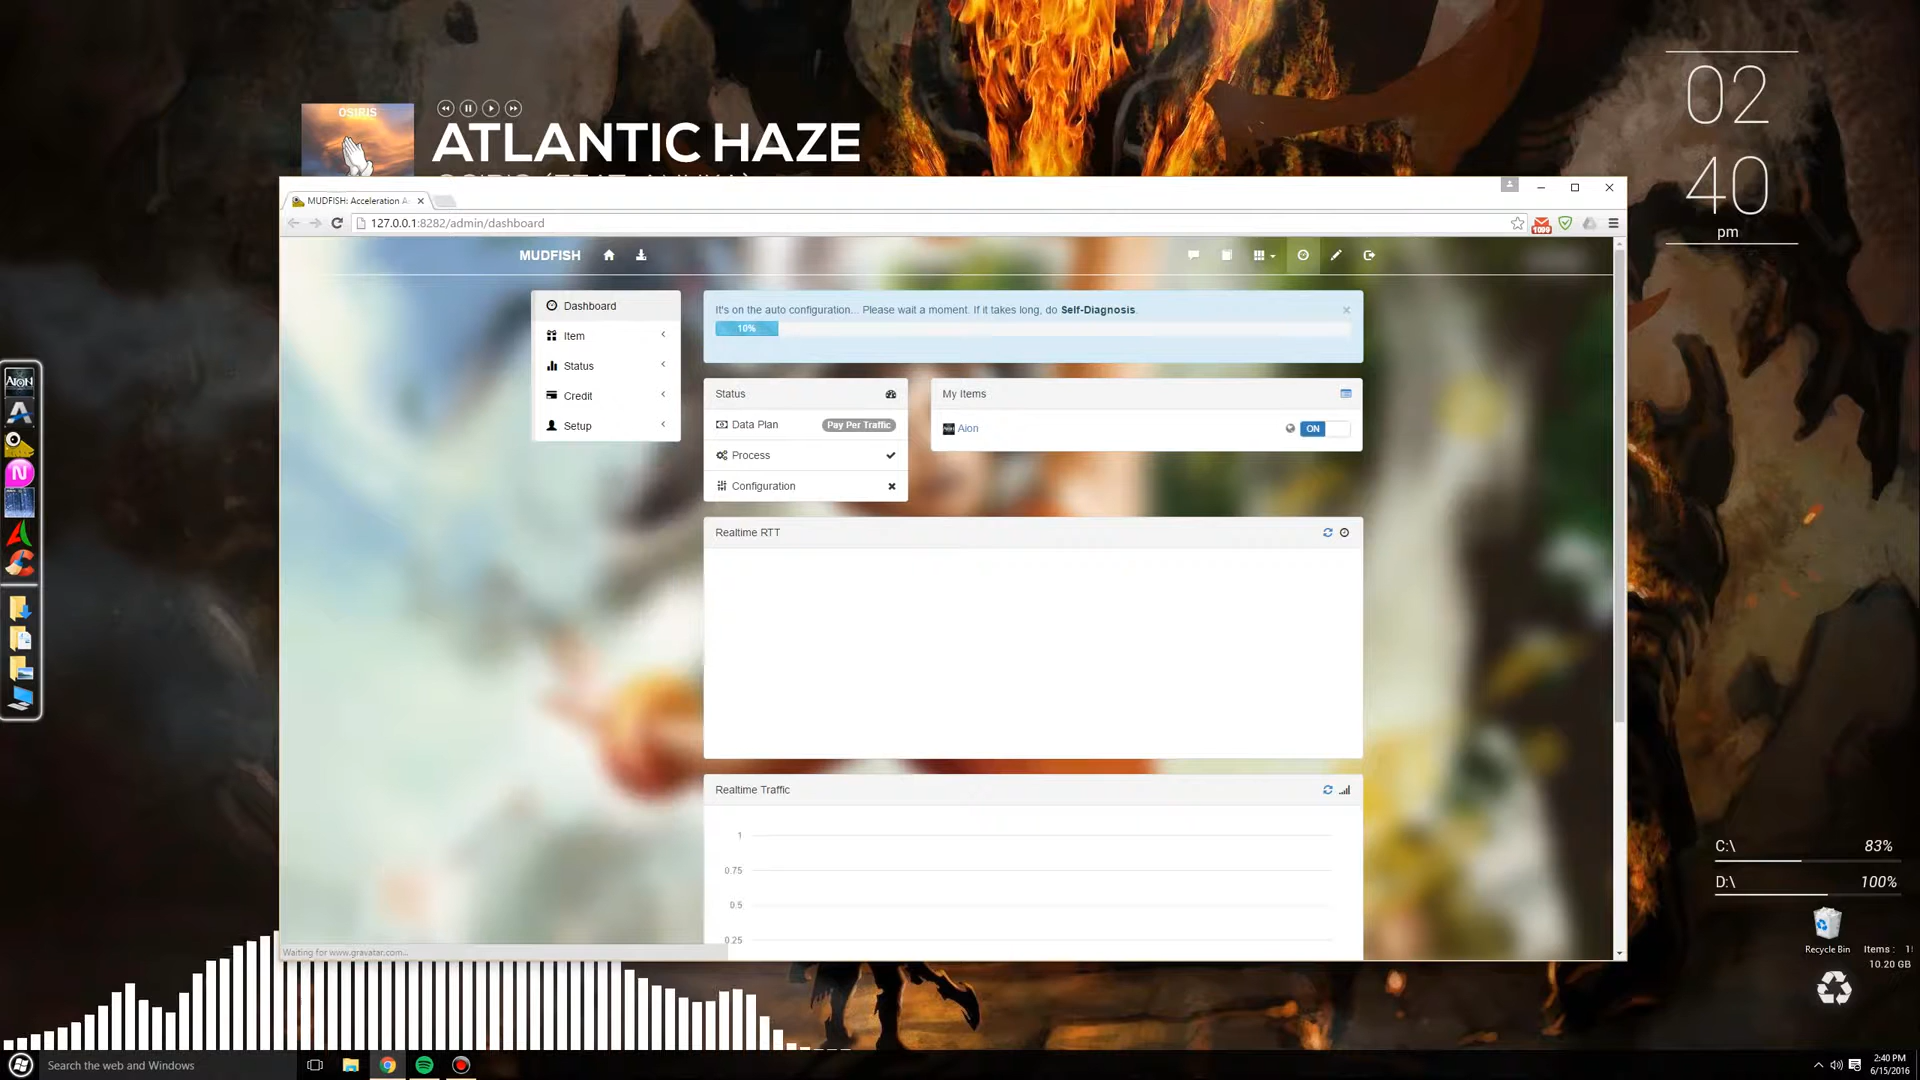 OSIRIS
ATLANTIC HAZE
02
40
pm
MUDFISH: Acceleration A
127.0.0.1:8282/admin/dashboard
1099
MUDFISH
Dashboard
Item
Status
Credit
Setup
It's on the auto configuration... Please wait a moment. If it takes long, do Self-Diagnosis.
10%
Status
Data Plan
Pay Per Traffic
Process
Configuration
My Items
Aion
ON
Realtime RTT
Realtime Traffic
1
0.75
0.5
0.25
Waiting for www.gravatar.com...
AION
N
C:\ 83%
D:\ 100%
Recycle Bin
Items :
10.20 GB
Search the web and Windows
2:40 PM
6/15/2016